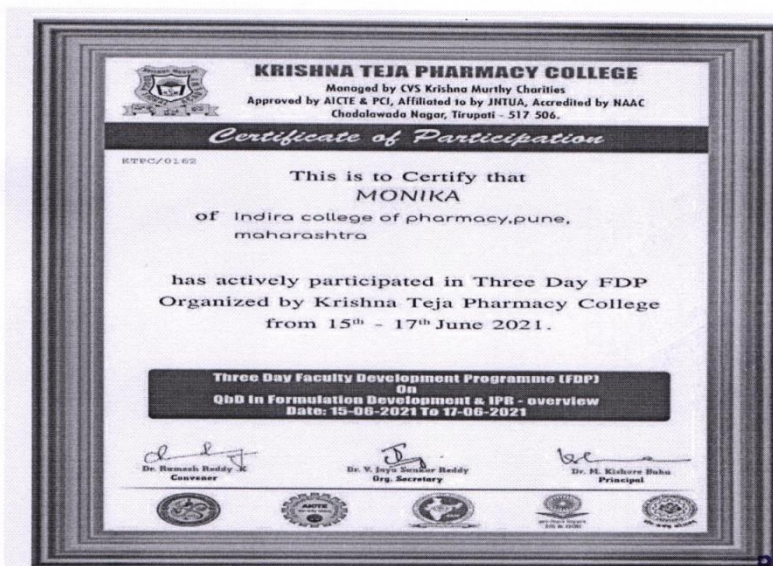 KRISHNA TEJA PHARMACY COLLEGE
Managed by CVS Krishna Murthy Charities
Approved by AICTE & PCI, Affiliated to by JNTUA, Accredited by NAAC
Chadalawada Nagar, Tirupati - 517 506.
Certificate of Participation
KTPC/0162
This is to Certify that
MONIKA
of Indira college of pharmacy,pune,
maharashtra
has actively participated in Three Day FDP
Organized by Krishna Teja Pharmacy College
from 15th - 17th June 2021.
Three Day Faculty Development Programme (FDP)
On
QbD In Formulation Development & IPR - overview
Date: 15-06-2021 To 17-06-2021
Dr. Ramesh Reddy .K
Convener
Dr. V. Jaya Sankar Reddy
Org. Secretary
Dr. M. Kishore Babu
Principal
AICTE